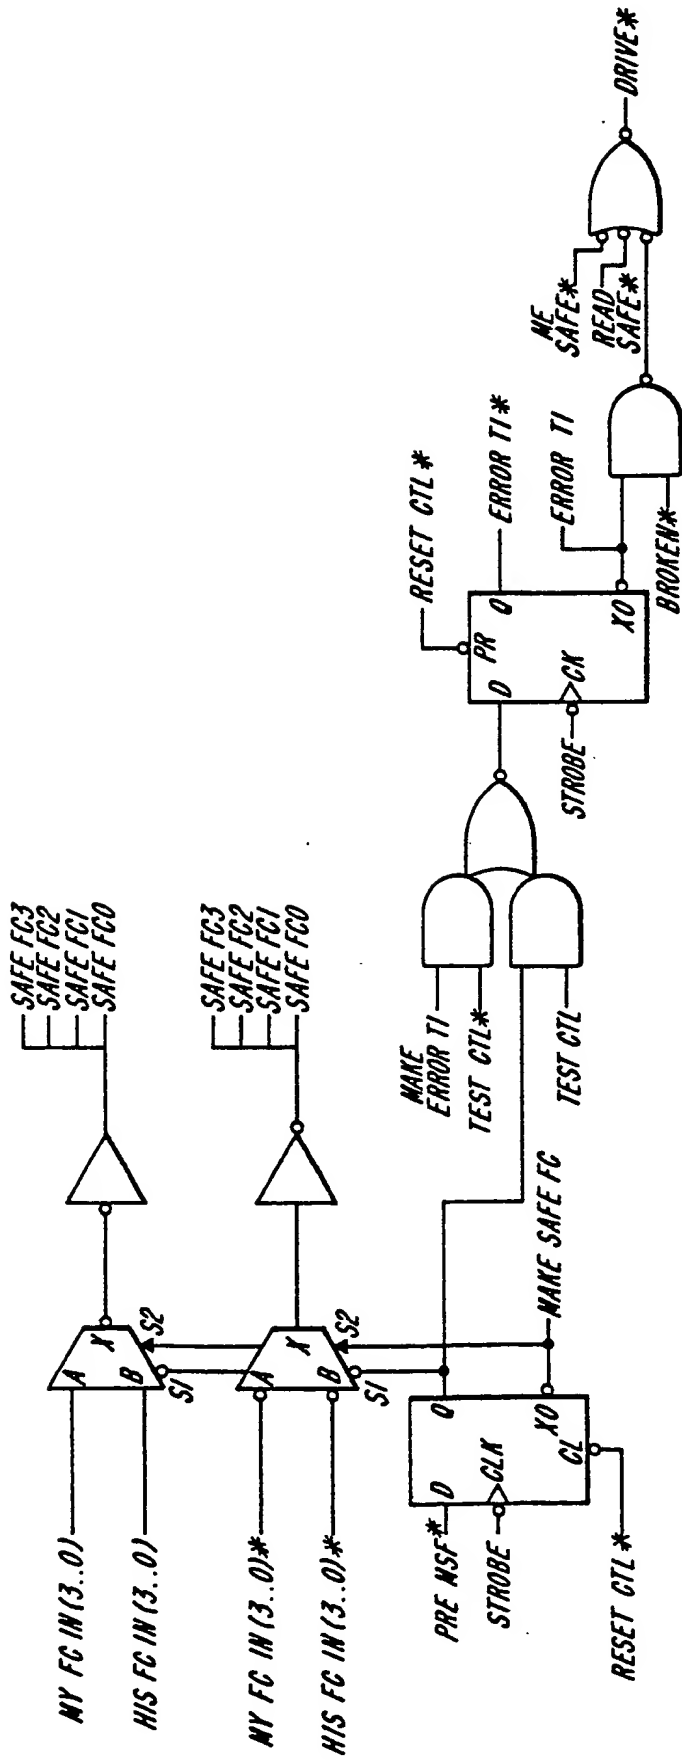 MY FC IN (3..0)
HIS FC IN (3..0)
A
B
X
S1
S2
SAFE FC3
SAFE FC2
SAFE FC1
SAFE FC0
MY FC IN (3..0)*
HIS FC IN (3..0)*
A
B
X
S1
S2
SAFE FC3
SAFE FC2
SAFE FC1
SAFE FC0
PRE MSF*
STROBE
D
CLK
Q
XO
CL
RESET CTL*
MAKE SAFE FC
MAKE
ERROR T1
TEST CTL*
TEST CTL
RESET CTL*
PR
D
Q
CK
XO
STROBE
ERROR T1*
ERROR T1
BROKEN*
ME
SAFE*
READ
SAFE*
DRIVE*